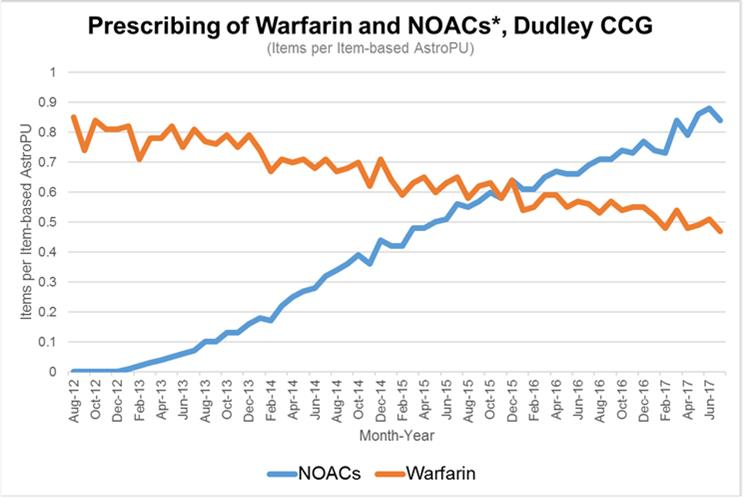 Prescribing of Warfarin and NOACs*, Dudley CCG
(Items per Item-based AstroPU)
Items per Item-based AstroPU
1
0.9
0.8
0.7
0.6
0.5
0.4
0.3
0.2
0.1
0
Aug-12
Oct-12
Dec-12
Feb-13
Apr-13
Jun-13
Aug-13
Oct-13
Dec-13
Feb-14
Apr-14
Jun-14
Aug-14
Oct-14
Dec-14
Feb-15
Apr-15
Jun-15
Aug-15
Oct-15
Dec-15
Feb-16
Apr-16
Jun-16
Aug-16
Oct-16
Dec-16
Feb-17
Apr-17
Jun-17
Month-Year
NOACs
Warfarin